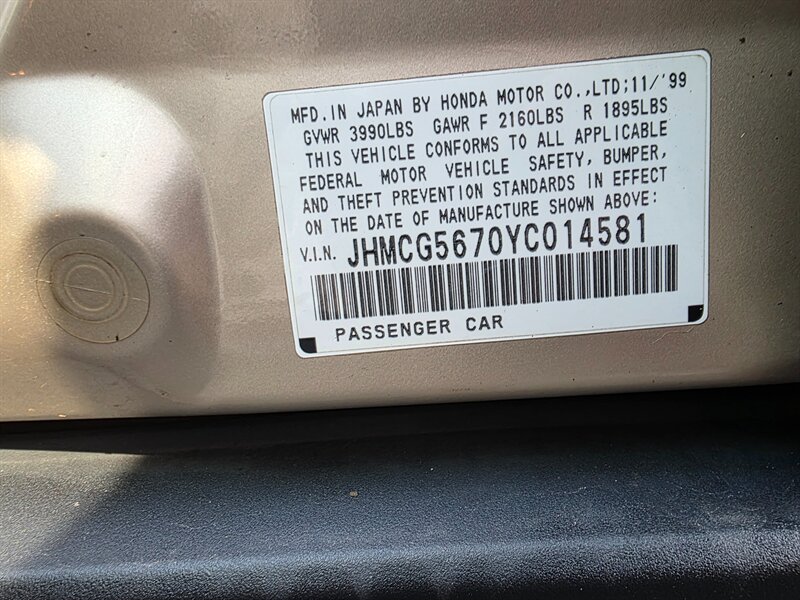 MFD. IN JAPAN BY HONDA MOTOR CO.,LTD;11/'99
GVWR 3990LBS GAWR F 2160LBS R 1895LBS
THIS VEHICLE CONFORMS TO ALL APPLICABLE
FEDERAL MOTOR VEHICLE SAFETY, BUMPER,
AND THEFT PREVENTION STANDARDS IN EFFECT
ON THE DATE OF MANUFACTURE SHOWN ABOVE:
V.I.N. JHMCG5670YC014581
PASSENGER CAR